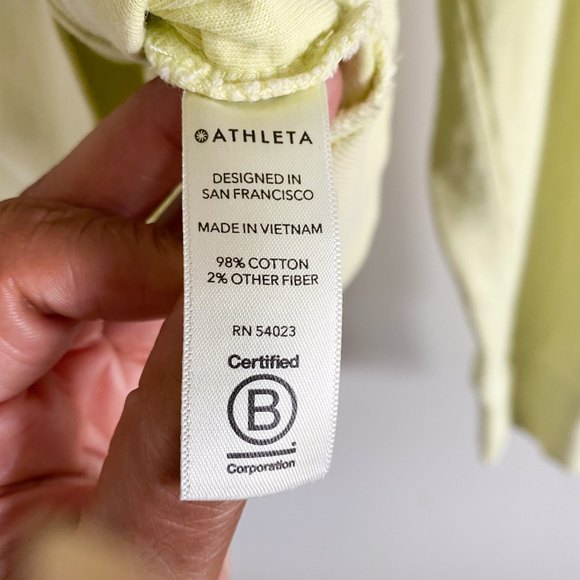 ATHLETA
DESIGNED IN
SAN FRANCISCO
MADE IN VIETNAM
98% COTTON
2% OTHER FIBER
RN 54023
Certified
B
Corporation